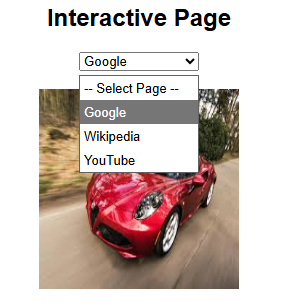 Interactive Page
Google
-- Select Page --
Google
Wikipedia
YouTube